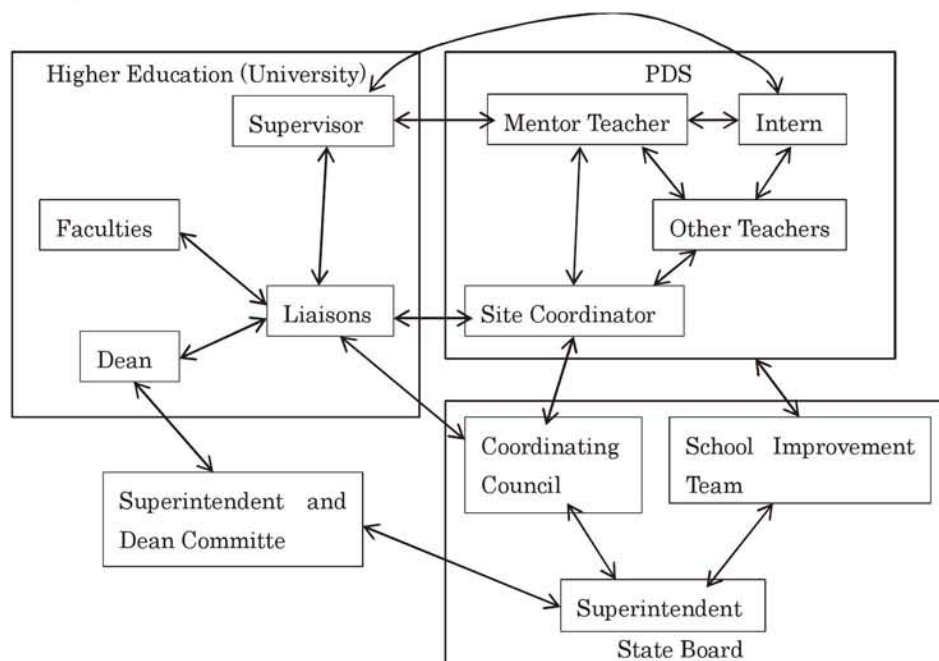 Higher Education (University)
PDS
Supervisor
Mentor Teacher
Intern
Faculties
Other Teachers
Liaisons
Site Coordinator
Dean
Coordinating
Council
School Improvement
Team
Superintendent and
Dean Committe
Superintendent
State Board